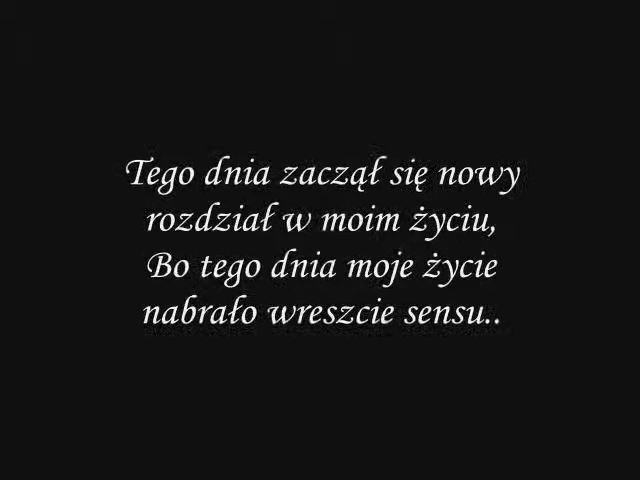 Tego dnia zaczął się nowy
rozdział w moim życiu,
Bo tego dnia moje życie
nabrało wreszcie sensu..